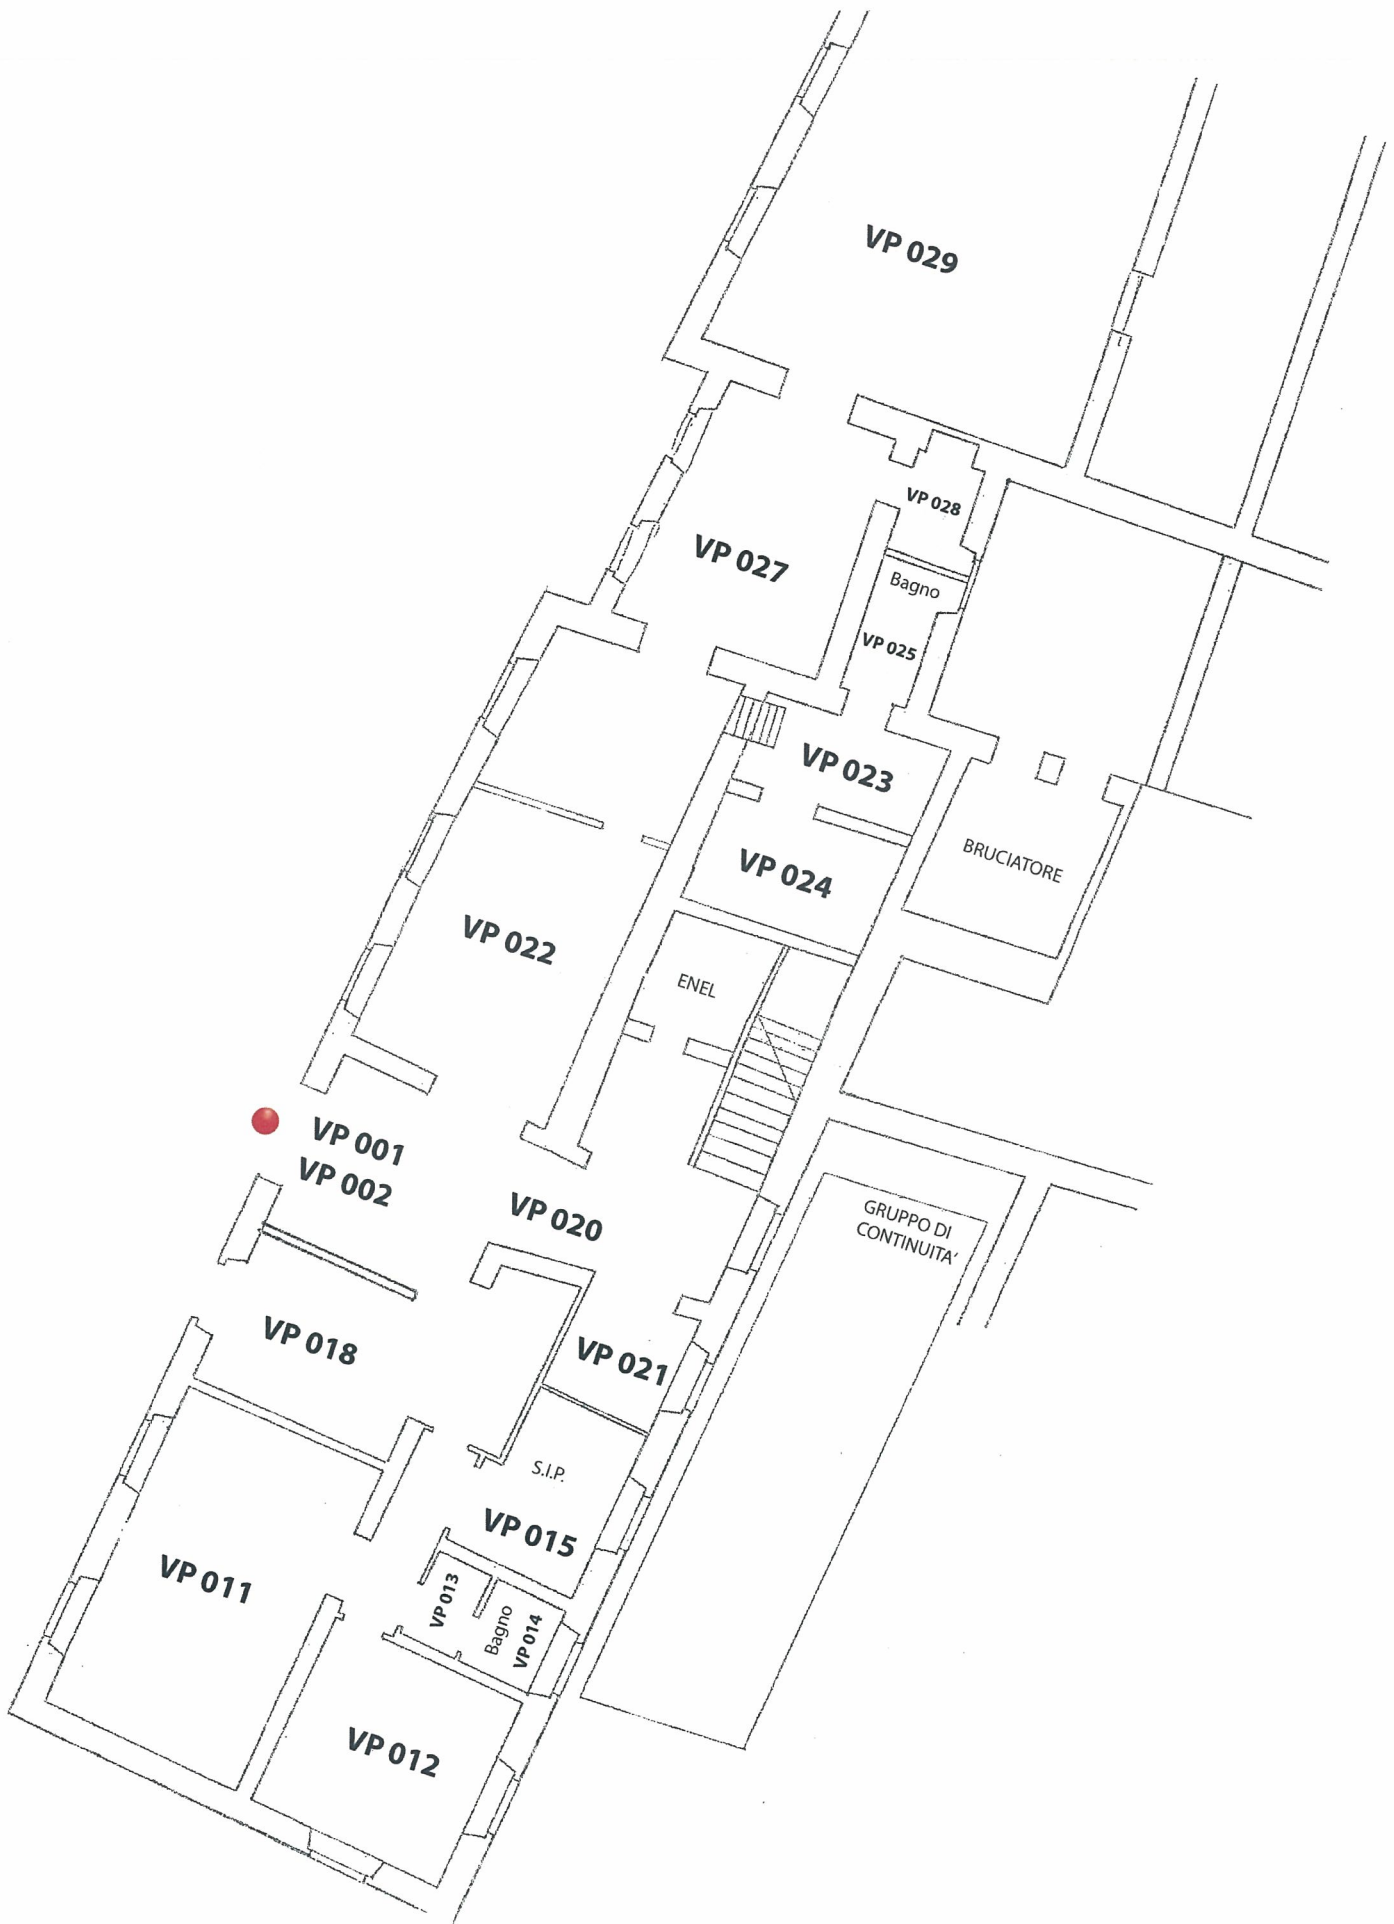 VP 029
VP 028
VP 027
Bagno
VP 025
VP 023
BRUCIATORE
VP 024
VP 022
ENEL
VP 001
VP 002
VP 020
GRUPPO DI
CONTINUITA'
VP 018
VP 021
S.I.P.
VP 015
VP 011
VP 013
Bagno
VP 014
VP 012